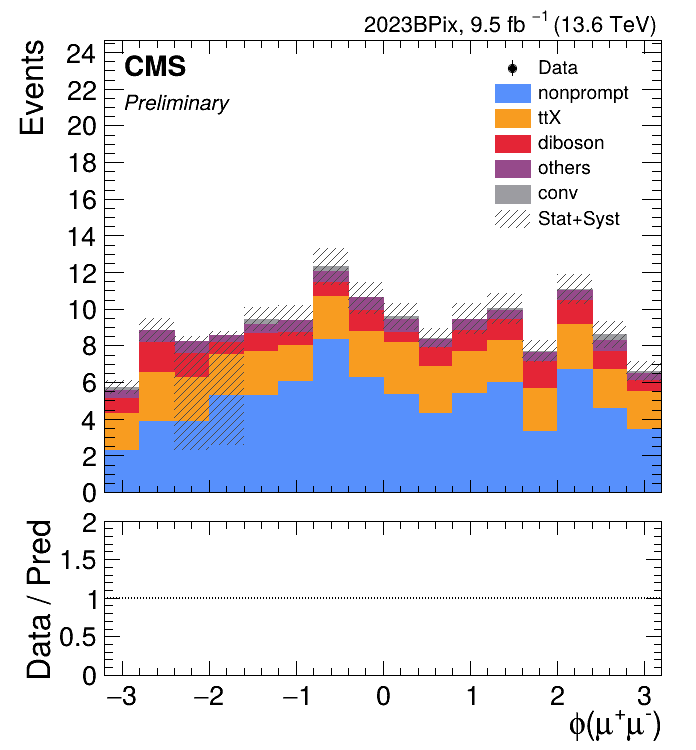 2023BPix, 9.5 fb⁻¹ (13.6 TeV)
CMS
Preliminary
Events
24
22
20
18
16
14
12
10
8
6
4
2
0
Data
nonprompt
ttX
diboson
others
conv
Stat+Syst
Data / Pred
2
1.5
1
0.5
0
−3 −2 −1 0 1 2 3
ϕ(μ⁺μ⁻)